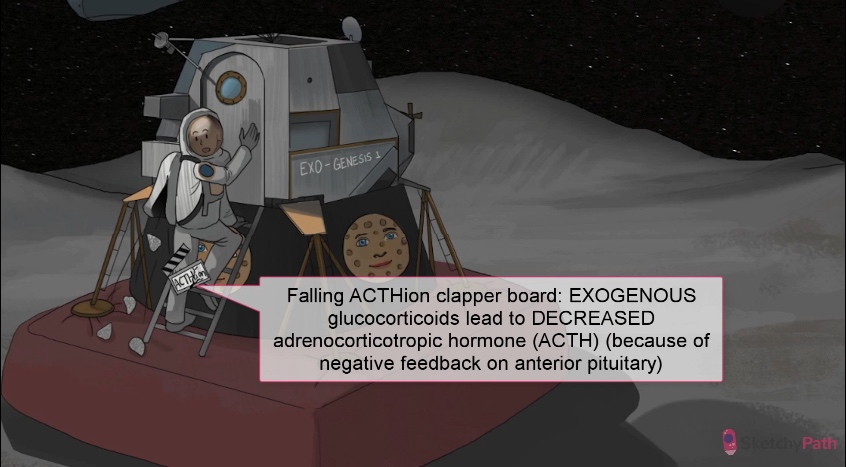 EXO-GENESIS 1
ACTHion
Falling ACTHion clapper board: EXOGENOUS
glucocorticoids lead to DECREASED
adrenocorticotropic hormone (ACTH) (because of
negative feedback on anterior pituitary)
SketchyPath